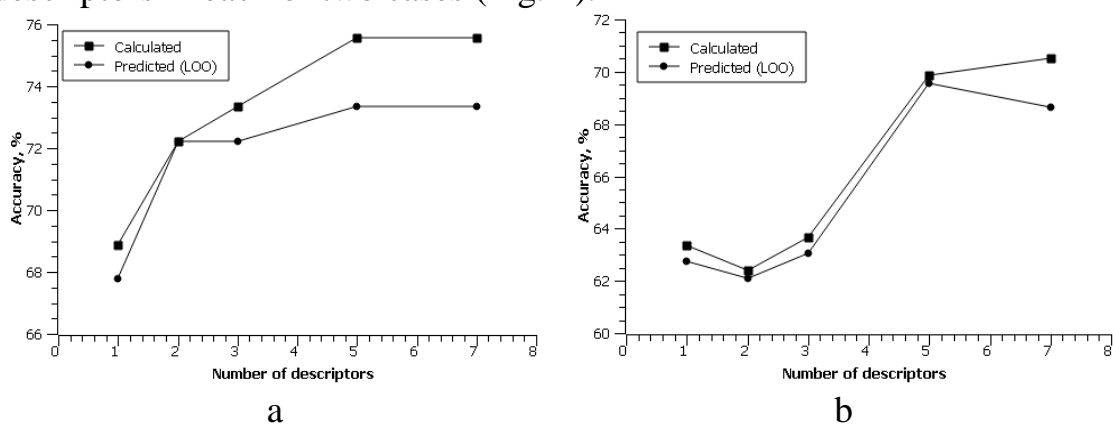 76
74
72
70
68
66
Accuracy, %
Calculated
Predicted (LOO)
0 1 2 3 4 5 6 7 8
Number of descriptors
a
72
70
68
66
64
62
60
Accuracy, %
Calculated
Predicted (LOO)
0 1 2 3 4 5 6 7 8
Number of descriptors
b